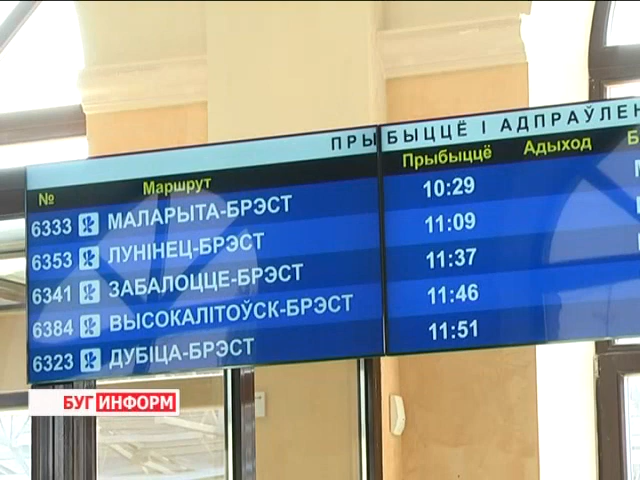 ПРЫБЫЦЦЁ І АДПРАЎЛЕН
№ Маршрут Прыбыццё Адыход
6333 МАЛАРЫТА-БРЭСТ 10:29
6353 ЛУНІНЕЦ-БРЭСТ 11:09
6341 ЗАБАЛОЦЦЕ-БРЭСТ 11:37
6384 ВЫСОКАЛІТОЎСК-БРЭСТ 11:46
6323 ДУБІЦА-БРЭСТ 11:51
БУГИНФОРМ